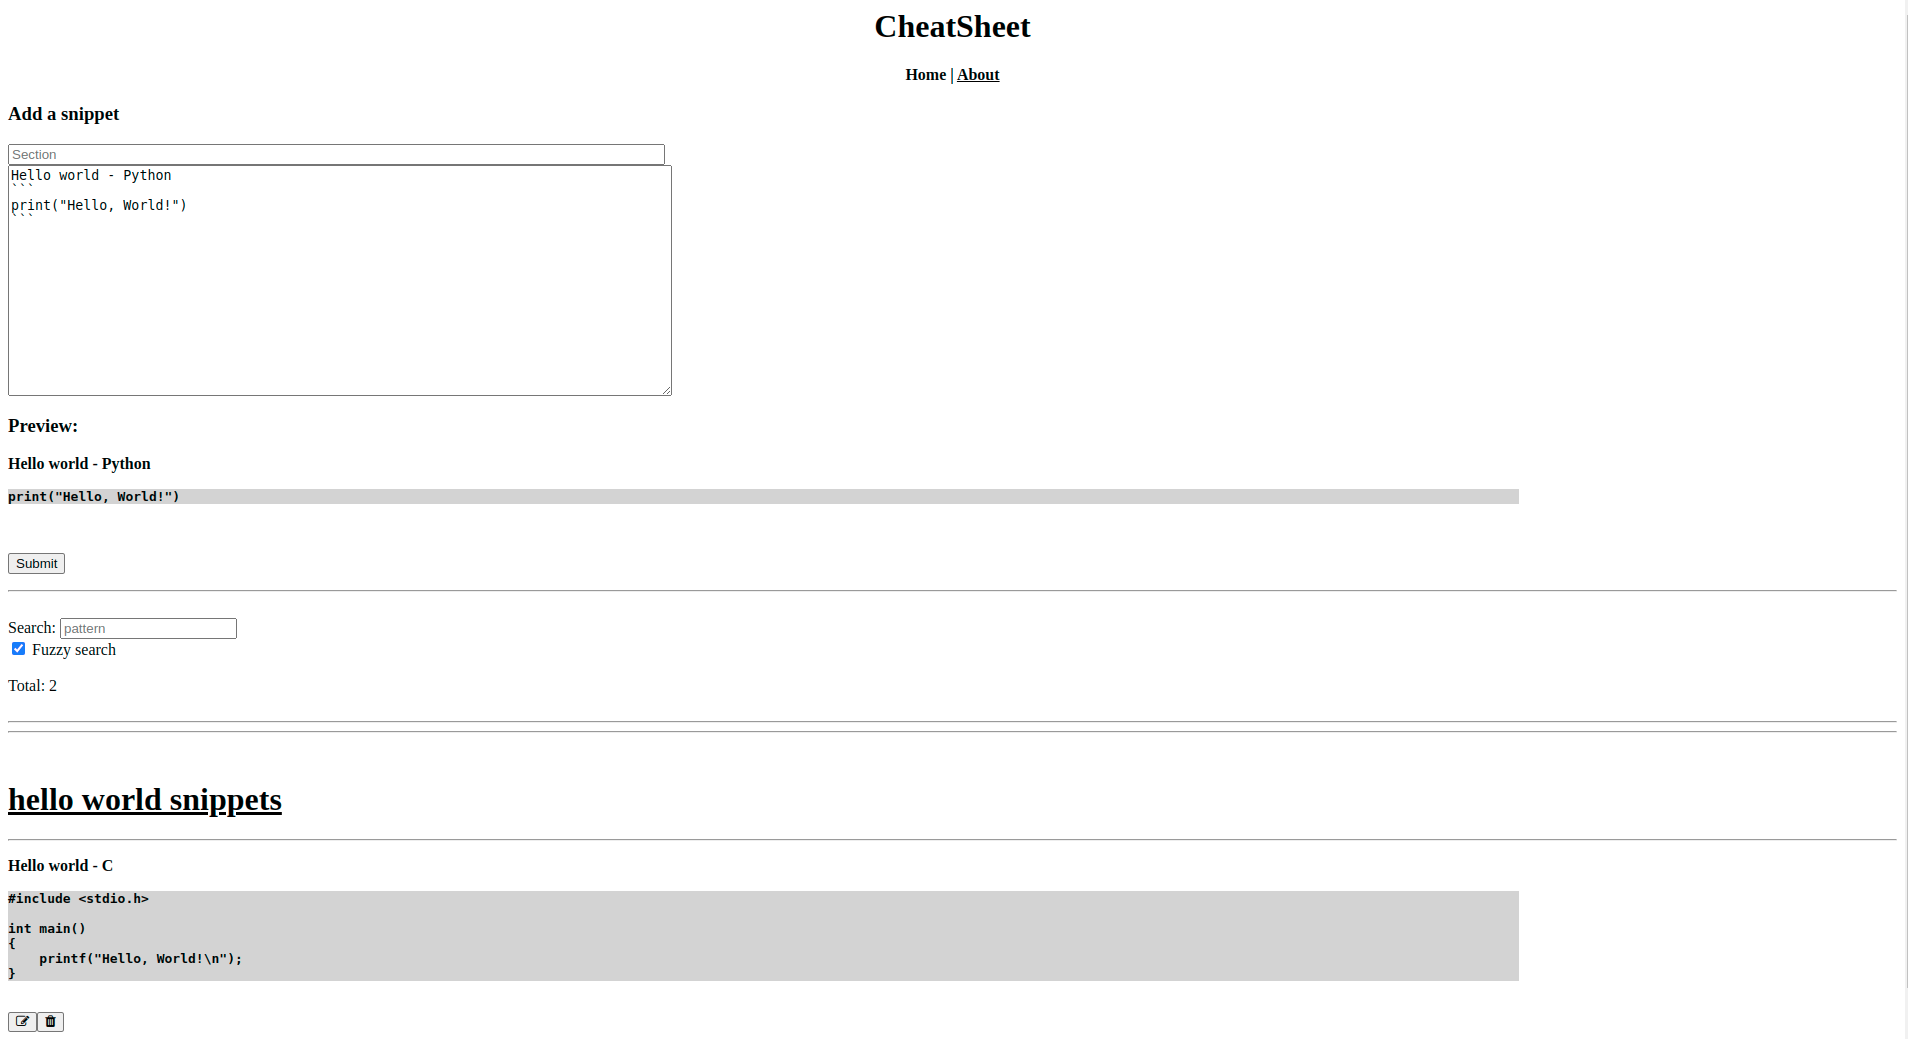 CheatSheet
Home | About
Add a snippet
Section
Hello world - Python
```
print("Hello, World!")
```
Preview:
Hello world - Python
print("Hello, World!")
Submit
Search: pattern
Fuzzy search
Total: 2
hello world snippets
Hello world - C
#include <stdio.h>
int main()
{
    printf("Hello, World!\n");
}